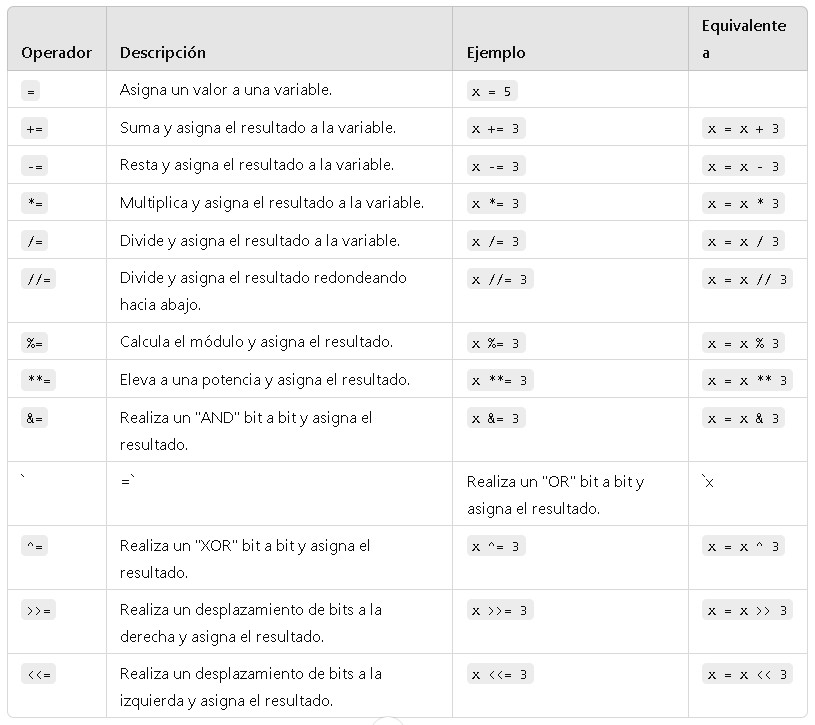 Operador Descripción Ejemplo Equivalente a
= Asigna un valor a una variable. x = 5
+= Suma y asigna el resultado a la variable. x += 3 x = x + 3
-= Resta y asigna el resultado a la variable. x -= 3 x = x - 3
*= Multiplica y asigna el resultado a la variable. x *= 3 x = x * 3
/= Divide y asigna el resultado a la variable. x /= 3 x = x / 3
//= Divide y asigna el resultado redondeando x //= 3 x = x // 3
hacia abajo.
%= Calcula el módulo y asigna el resultado. x %= 3 x = x % 3
**= Eleva a una potencia y asigna el resultado. x **= 3 x = x ** 3
&= Realiza un "AND" bit a bit y asigna el x &= 3 x = x & 3
resultado.
` =` Realiza un "OR" bit a bit y `x
asigna el resultado.
^= Realiza un "XOR" bit a bit y asigna el x ^= 3 x = x ^ 3
resultado.
>>= Realiza un desplazamiento de bits a la x >>= 3 x = x >> 3
derecha y asigna el resultado.
<<= Realiza un desplazamiento de bits a la x <<= 3 x = x << 3
izquierda y asigna el resultado.